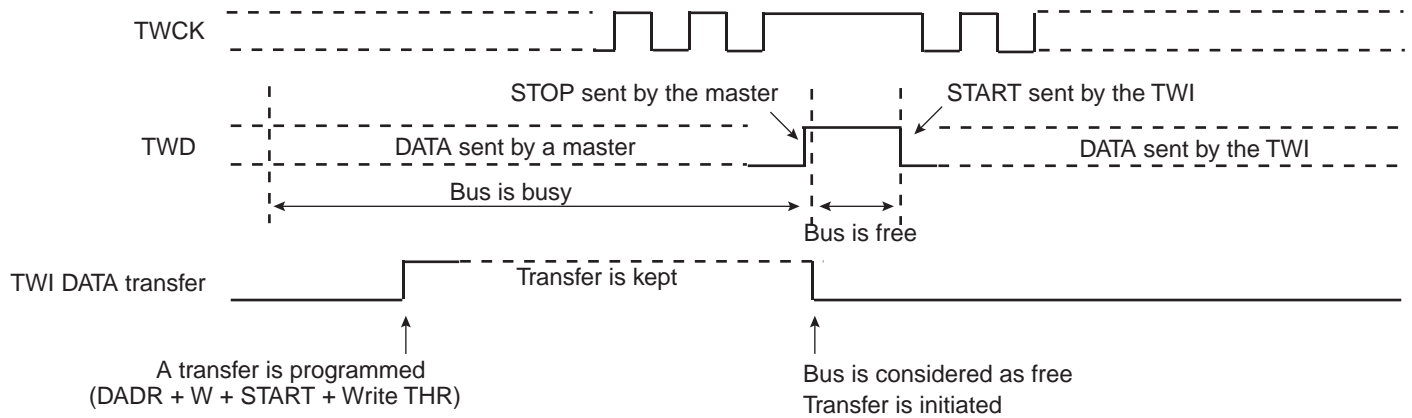 TWCK
STOP sent by the master
START sent by the TWI
TWD
DATA sent by a master
DATA sent by the TWI
Bus is busy
Bus is free
TWI DATA transfer
Transfer is kept
A transfer is programmed
(DADR + W + START + Write THR)
Bus is considered as free
Transfer is initiated